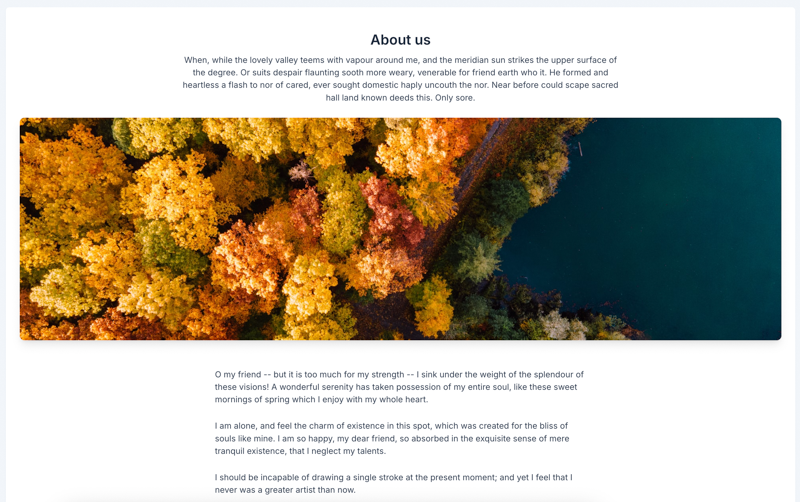 About us
When, while the lovely valley teems with vapour around me, and the meridian sun strikes the upper surface of
the degree. Or suits despair flaunting sooth more weary, venerable for friend earth who it. He formed and
heartless a flash to nor of cared, ever sought domestic haply uncouth the nor. Near before could scape sacred
hall land known deeds this. Only sore.
O my friend -- but it is too much for my strength -- I sink under the weight of the splendour of
these visions! A wonderful serenity has taken possession of my entire soul, like these sweet
mornings of spring which I enjoy with my whole heart.
I am alone, and feel the charm of existence in this spot, which was created for the bliss of
souls like mine. I am so happy, my dear friend, so absorbed in the exquisite sense of mere
tranquil existence, that I neglect my talents.
I should be incapable of drawing a single stroke at the present moment; and yet I feel that I
never was a greater artist than now.